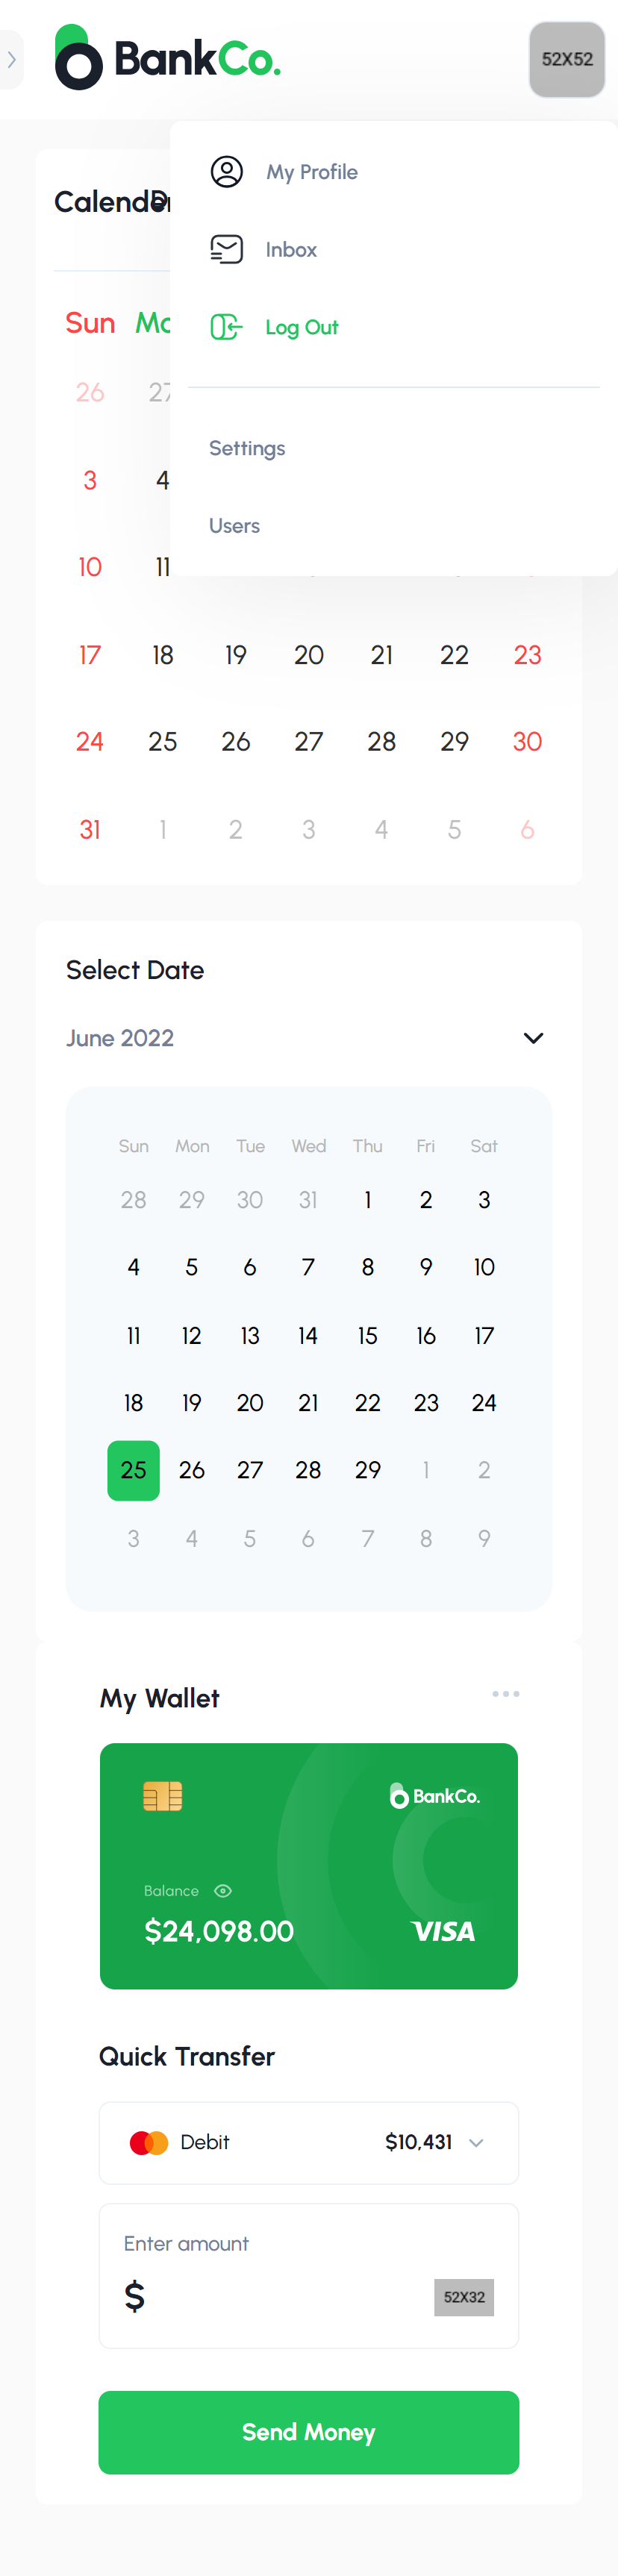 BankCo.
52X52
My Profile
Inbox
Log Out
Settings
Users
Calender
Sun
26 27
3 4
10 11
17 18 19 20 21 22 23
24 25 26 27 28 29 30
31 1 2 3 4 5 6
Select Date
June 2022
Sun Mon Tue Wed Thu Fri Sat
28 29 30 31 1 2 3
4 5 6 7 8 9 10
11 12 13 14 15 16 17
18 19 20 21 22 23 24
25 26 27 28 29 1 2
3 4 5 6 7 8 9
My Wallet
BankCo.
Balance
$24,098.00
VISA
Quick Transfer
Debit $10,431
Enter amount
$
52X32
Send Money